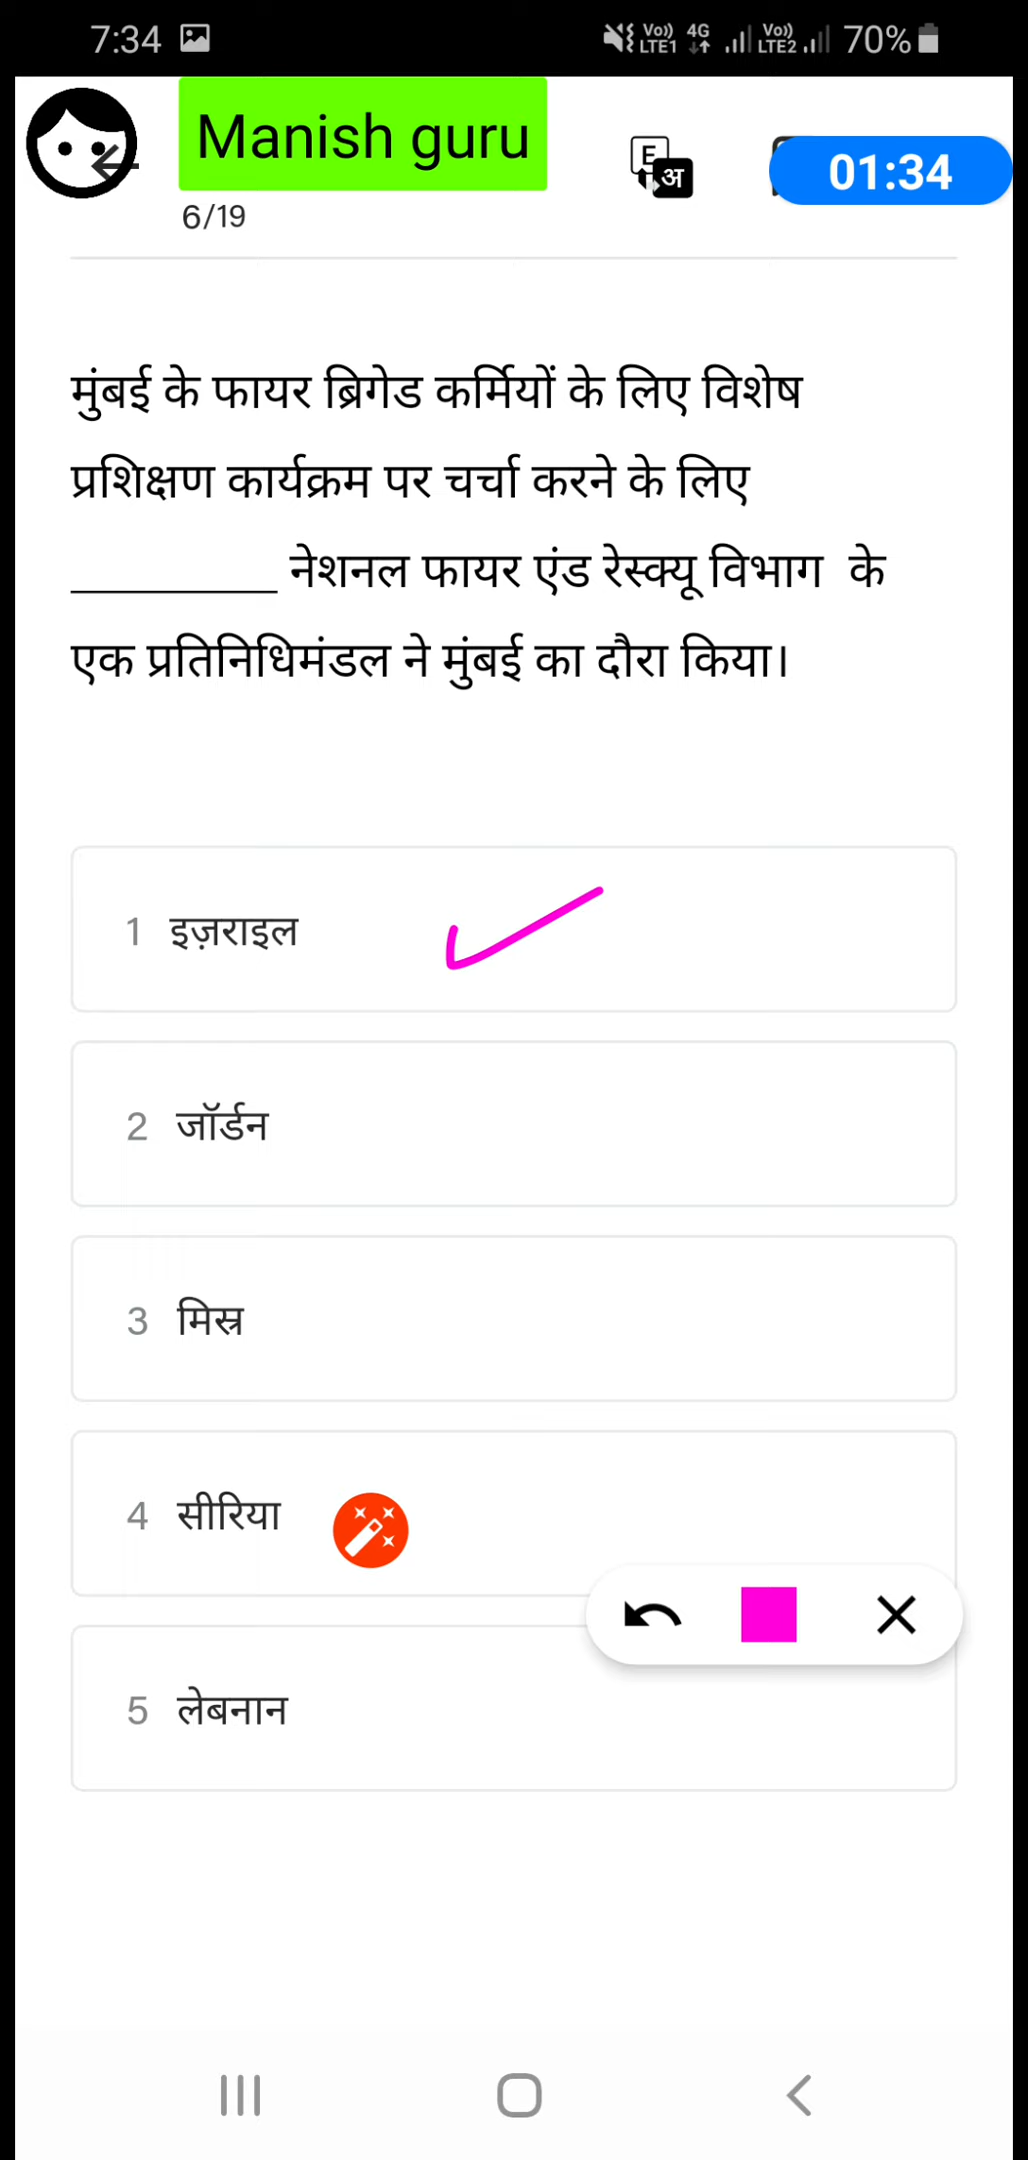 7:34
Vo)) LTE1 4G Vo)) LTE2 70%
Manish guru
E अ
01:34
6/19
मुंबई के फायर ब्रिगेड कर्मियों के लिए विशेष
प्रशिक्षण कार्यक्रम पर चर्चा करने के लिए
_________ नेशनल फायर एंड रेस्क्यू विभाग के
एक प्रतिनिधिमंडल ने मुंबई का दौरा किया।
1 इज़राइल
2 जॉर्डन
3 मिस्र
4 सीरिया
5 लेबनान